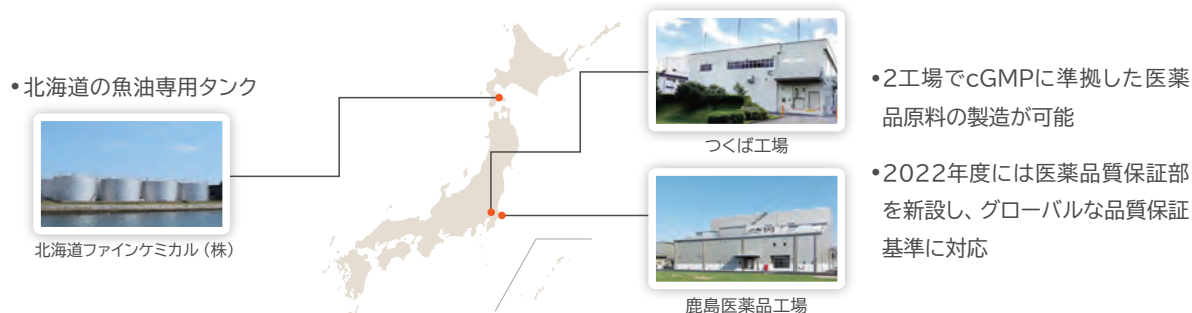 •北海道の魚油専用タンク
北海道ファインケミカル（株）
つくば工場
鹿島医薬品工場
•2工場でcGMPに準拠した医薬
品原料の製造が可能
•2022年度には医薬品質保証部
を新設し、グローバルな品質保証
基準に対応